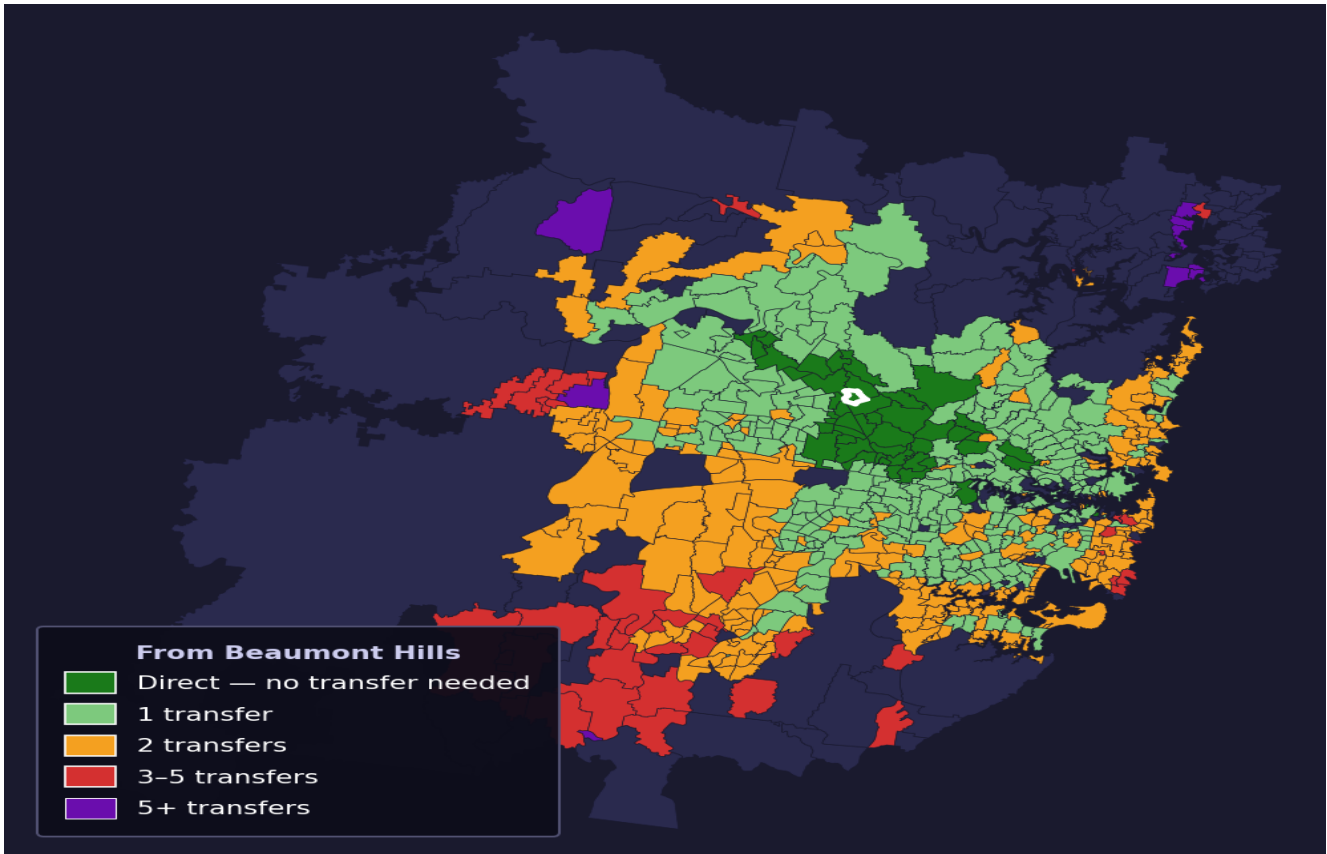 From Beaumont Hills
Direct — no transfer needed
1 transfer
2 transfers
3–5 transfers
5+ transfers